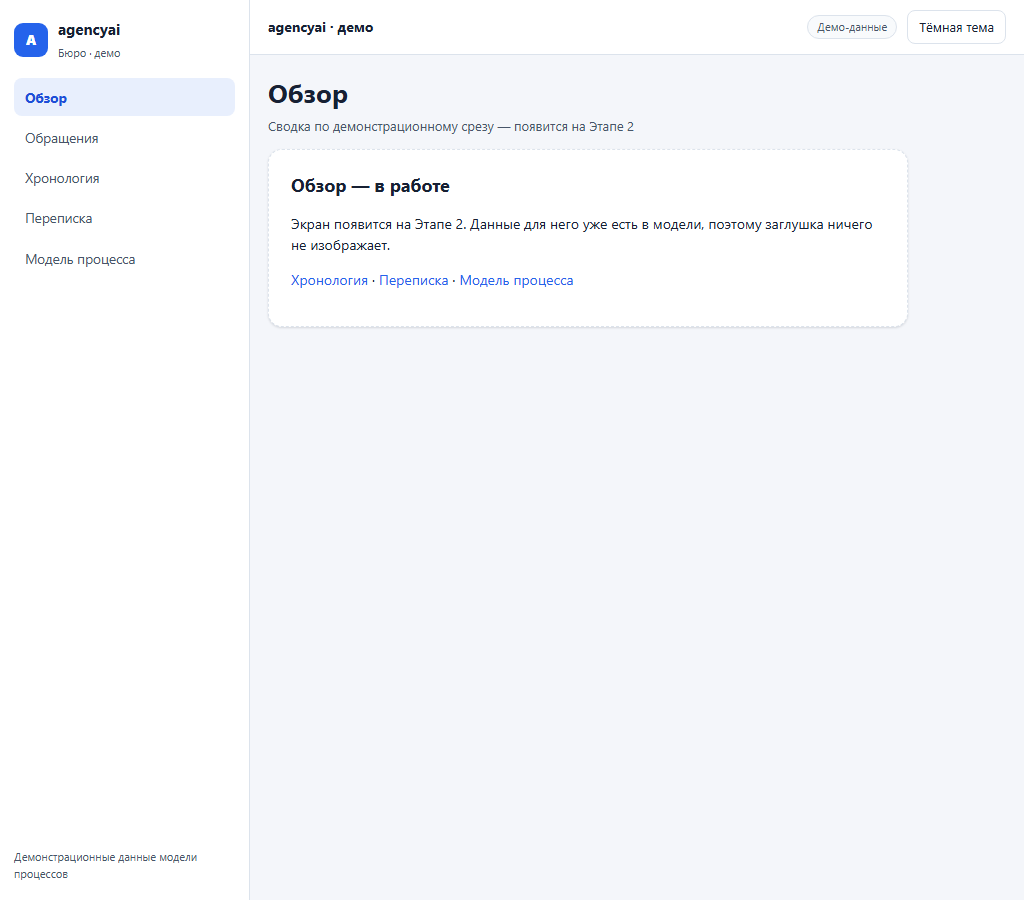 A
agencyai
Бюро · демо
Обзор
Обращения
Хронология
Переписка
Модель процесса
Демонстрационные данные модели
процессов
agencyai · демо
Демо-данные
Тёмная тема
Обзор
Сводка по демонстрационному срезу — появится на Этапе 2
Обзор — в работе
Экран появится на Этапе 2. Данные для него уже есть в модели, поэтому заглушка ничего
не изображает.
Хронология · Переписка · Модель процесса